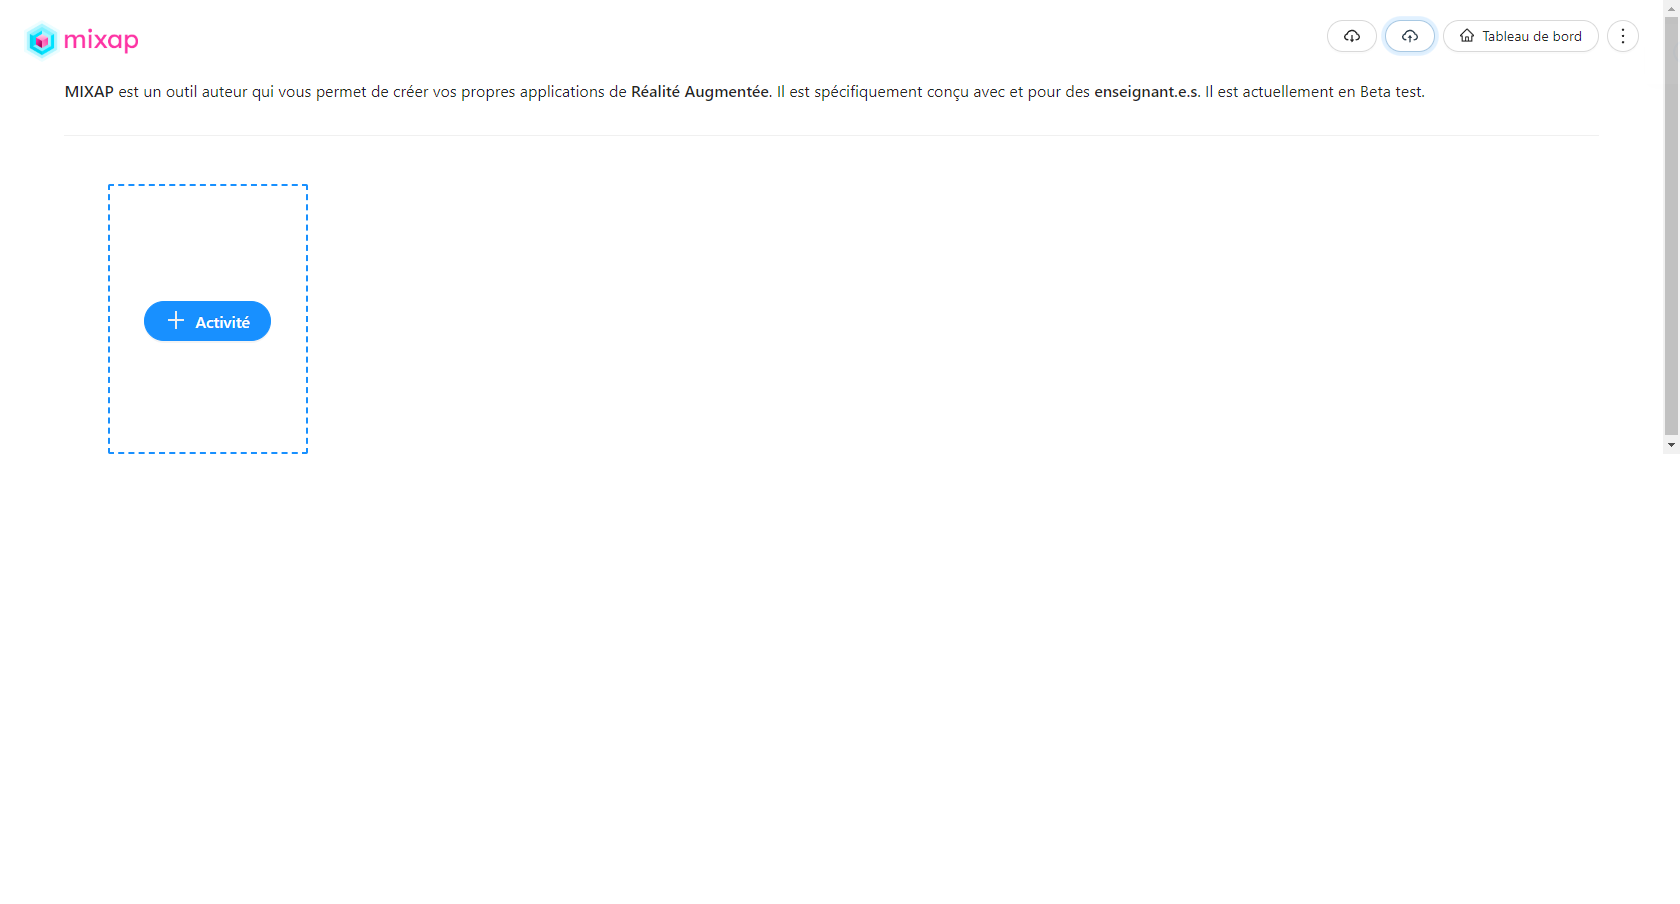 mixap
Tableau de bord
MIXAP est un outil auteur qui vous permet de créer vos propres applications de Réalité Augmentée. Il est spécifiquement conçu avec et pour des enseignant.e.s. Il est actuellement en Beta test.
Activité